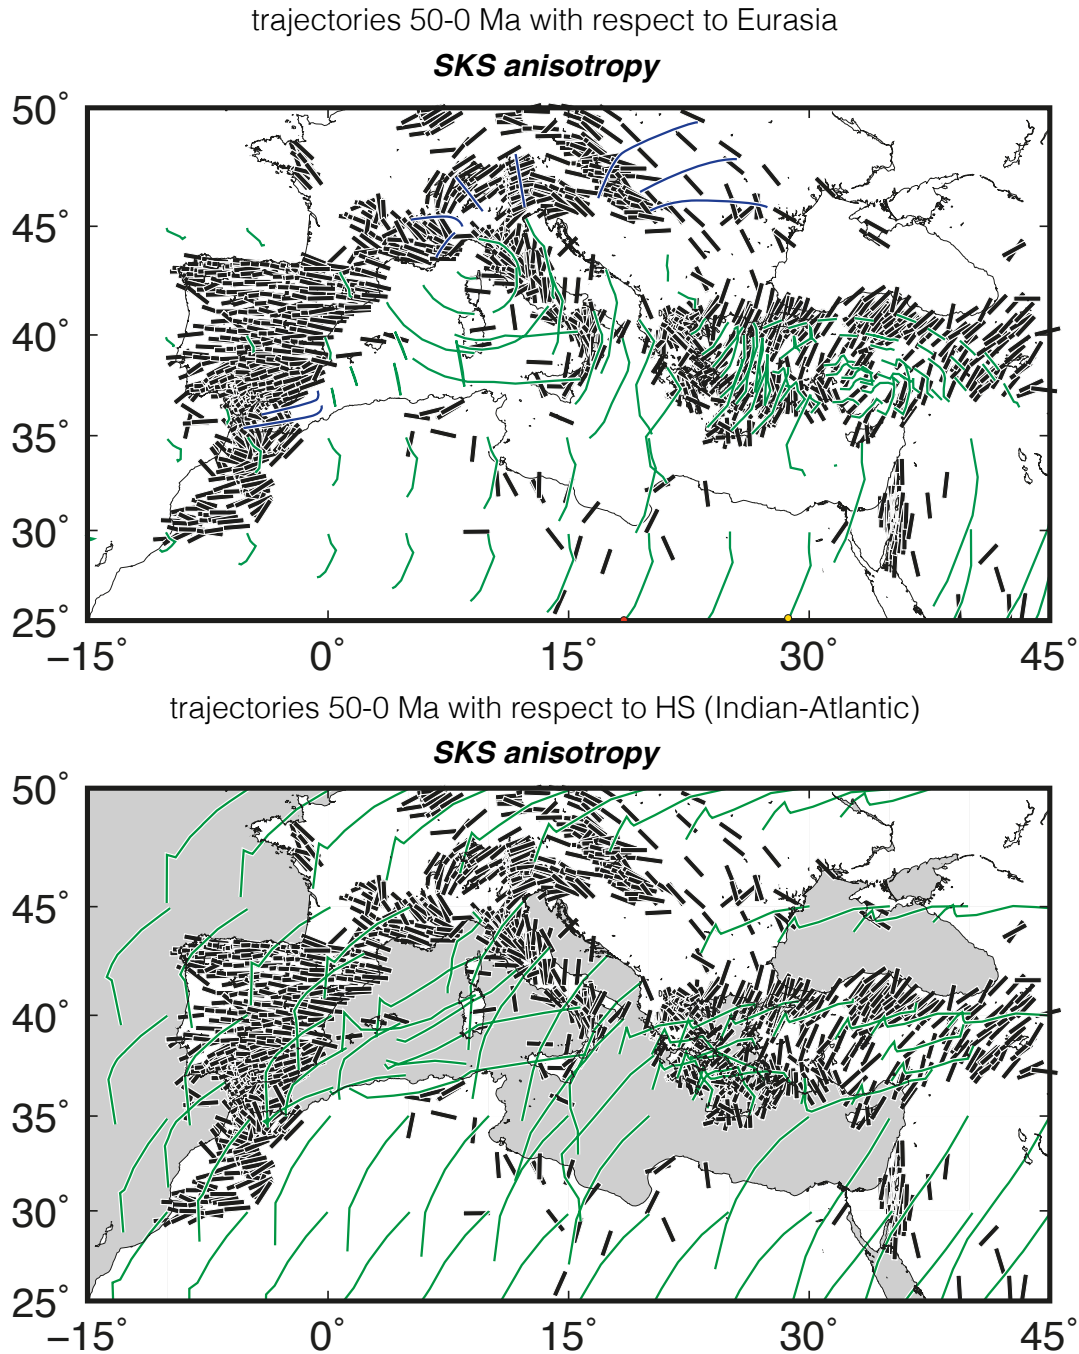 trajectories 50-0 Ma with respect to Eurasia
SKS anisotropy
50˚
45˚
40˚
35˚
30˚
25˚
−15˚ 0˚ 15˚ 30˚ 45˚
trajectories 50-0 Ma with respect to HS (Indian-Atlantic)
SKS anisotropy
50˚
45˚
40˚
35˚
30˚
25˚
−15˚ 0˚ 15˚ 30˚ 45˚